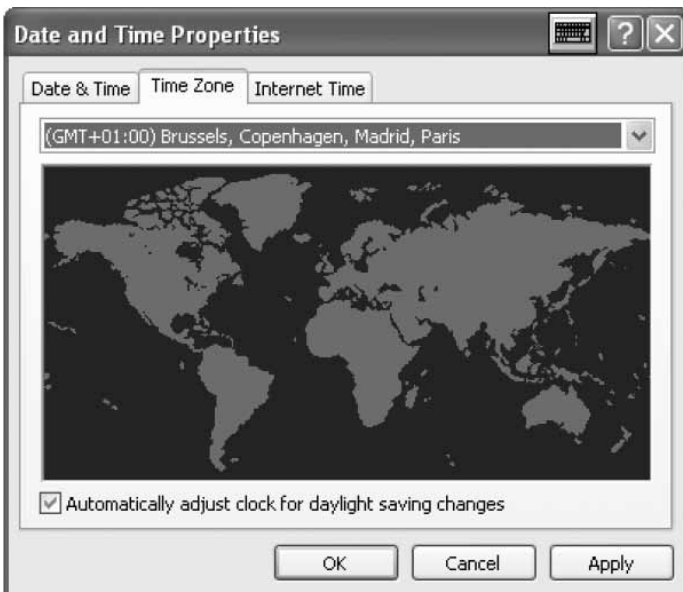 Date and Time Properties
?
Date & Time
Time Zone
Internet Time
(GMT+01:00) Brussels, Copenhagen, Madrid, Paris
Automatically adjust clock for daylight saving changes
OK
Cancel
Apply